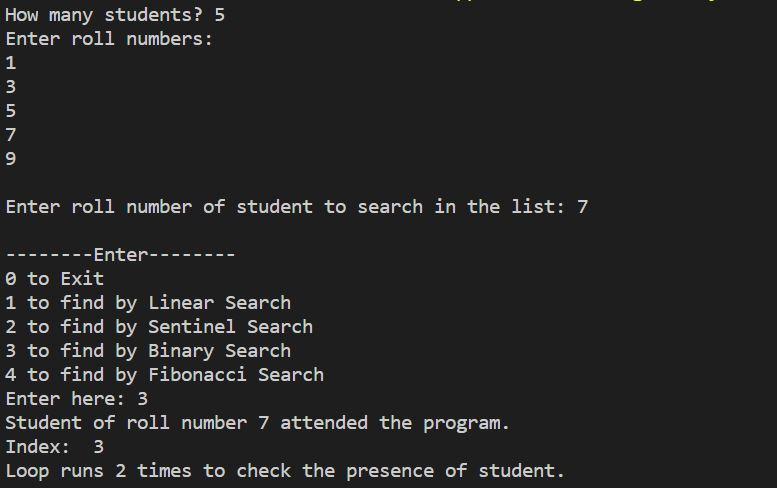 How many students? 5
Enter roll numbers:
1
3
5
7
9
Enter roll number of student to search in the list: 7
--------Enter--------
0 to Exit
1 to find by Linear Search
2 to find by Sentinel Search
3 to find by Binary Search
4 to find by Fibonacci Search
Enter here: 3
Student of roll number 7 attended the program.
Index:  3
Loop runs 2 times to check the presence of student.